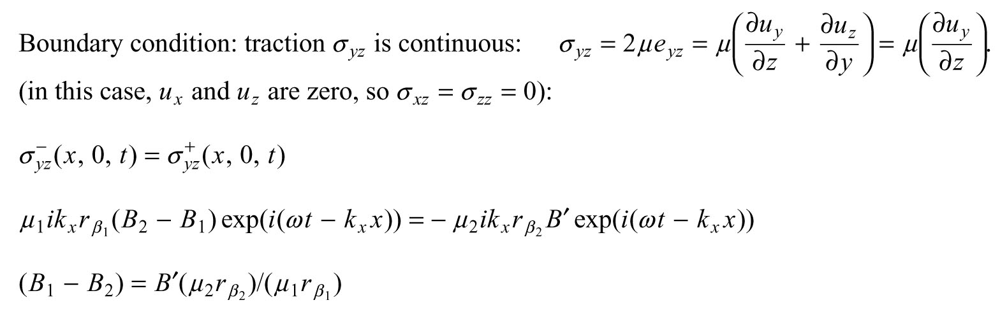 Boundary condition: traction σ_yz is continuous: σ_yz = 2μe_yz = μ(∂u_y/∂z + ∂u_z/∂y) = μ(∂u_y/∂z).
(in this case, u_x and u_z are zero, so σ_xz = σ_zz = 0):
σ⁻_yz(x, 0, t) = σ⁺_yz(x, 0, t)
μ₁ik_x r_β₁(B₂ − B₁) exp(i(ωt − k_x x)) = − μ₂ik_x r_β₂B′ exp(i(ωt − k_x x))
(B₁ − B₂) = B′(μ₂r_β₂)/(μ₁r_β₁)